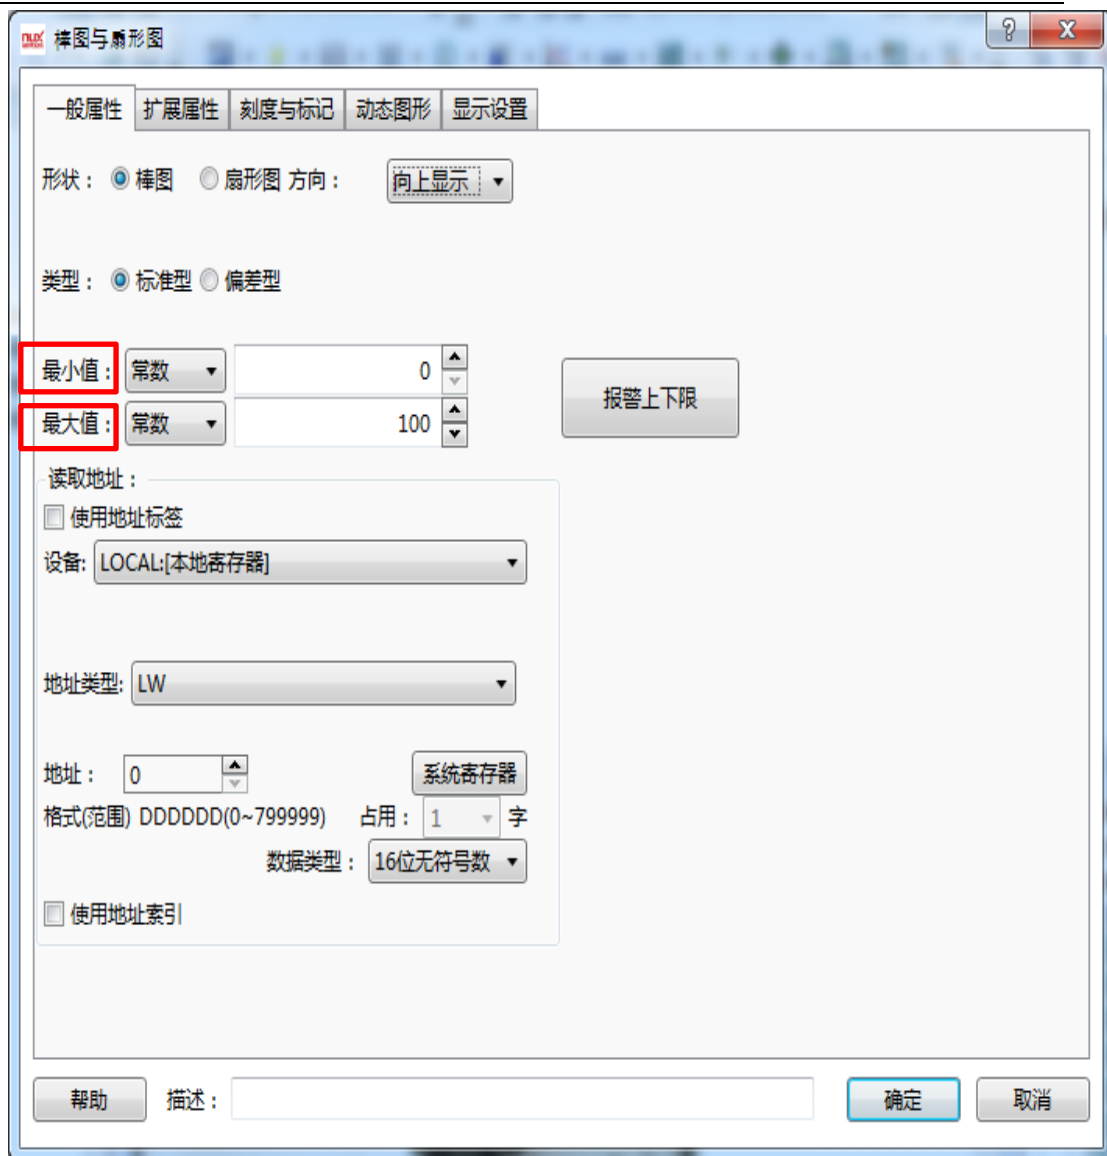 棒图与扇形图
一般属性 扩展属性 刻度与标记 动态图形 显示设置
形状： 棒图 扇形图 方向： 向上显示
类型： 标准型 偏差型
最小值： 常数 0
报警上下限
最大值： 常数 100
读取地址：
使用地址标签
设备: LOCAL:[本地寄存器]
地址类型: LW
地址： 0 系统寄存器
格式(范围) DDDDDD(0~799999) 占用： 1 字
数据类型： 16位无符号数
使用地址索引
帮助 描述： 确定 取消